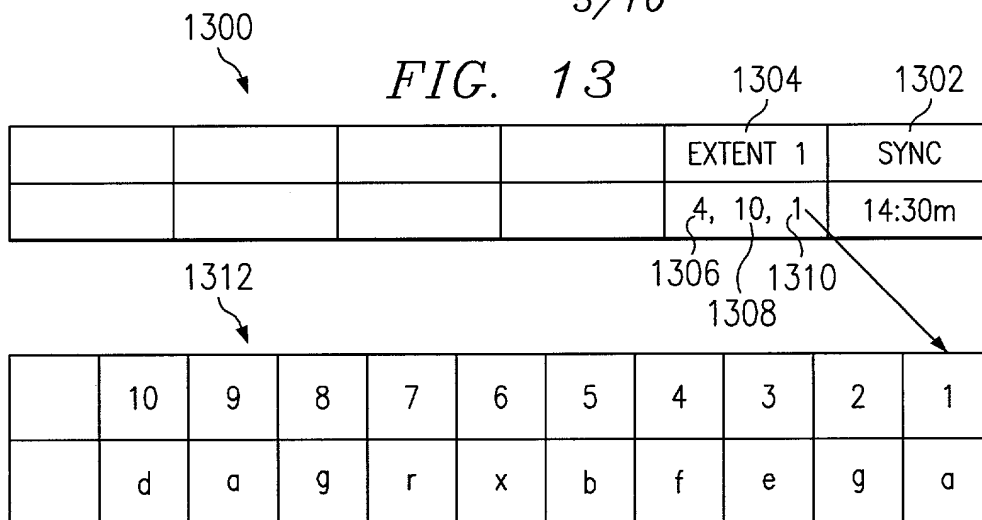 1300
FIG. 13
1304 1302
EXTENT 1 SYNC
4, 10, 1 14:30m
1306 1310
1308
1312
10 9 8 7 6 5 4 3 2 1
d a g r x b f e g a